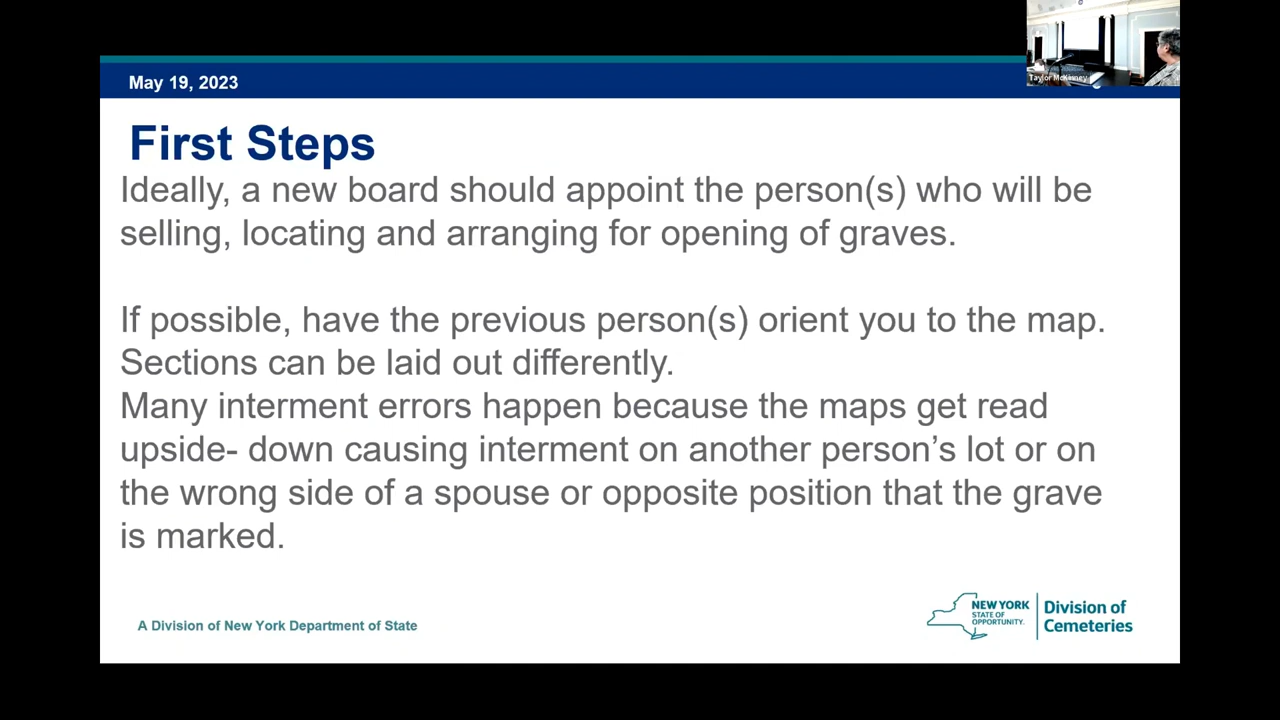 Taylor McKinney
May 19, 2023
First Steps
Ideally, a new board should appoint the person(s) who will be
selling, locating and arranging for opening of graves.
If possible, have the previous person(s) orient you to the map.
Sections can be laid out differently.
Many interment errors happen because the maps get read
upside- down causing interment on another person’s lot or on
the wrong side of a spouse or opposite position that the grave
is marked.
A Division of New York Department of State
NEW YORK
STATE OF
OPPORTUNITY.
Division of
Cemeteries